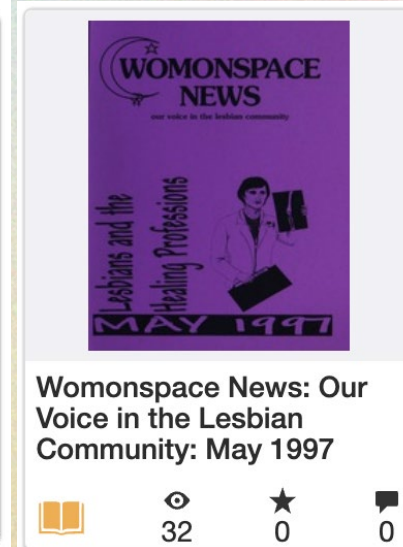 WOMONSPACE
NEWS
our voice in the lesbian community
Lesbians and the
Healing Professions
MAY 1997
Womonspace News: Our
Voice in the Lesbian
Community: May 1997
32
0
0